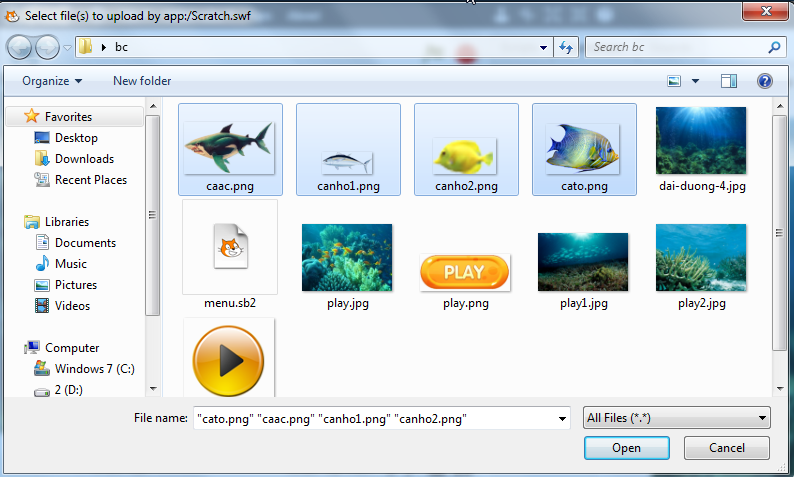 Select file(s) to upload by app:/Scratch.swf
bc
Search bc
Organize
New folder
Favorites
Desktop
Downloads
Recent Places
Libraries
Documents
Music
Pictures
Videos
Computer
Windows 7 (C:)
2 (D:)
caac.png
canho1.png
canho2.png
cato.png
dai-duong-4.jpg
menu.sb2
play.jpg
PLAY
play.png
play1.jpg
play2.jpg
File name:
"cato.png" "caac.png" "canho1.png" "canho2.png"
All Files (*.*)
Open
Cancel